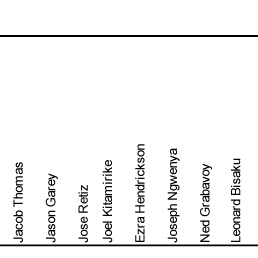 Jacob Thomas
Jason Garey
Jose Retiz
Joel Kitamirike
Ezra Hendrickson
Joseph Ngwenya
Ned Grabavoy
Leonard Bisaku